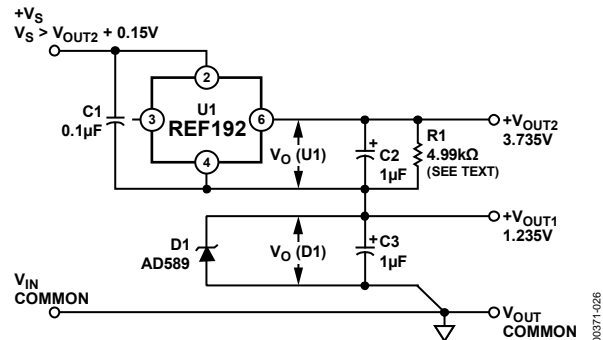 +VS
VS > VOUT2 + 0.15V
2
U1
REF192
3
6
4
C1
0.1µF
VO (U1)
+
C2
1µF
R1
4.99kΩ
(SEE TEXT)
+VOUT2
3.735V
D1
AD589
VO (D1)
+
C3
1µF
+VOUT1
1.235V
VIN
COMMON
VOUT
COMMON
00371-026